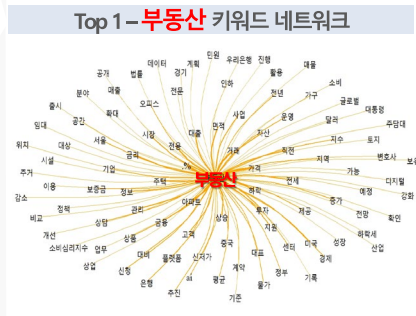 Top 1 – 부동산 키워드 네트워크
민원
우리은행
진행
데이터
계획
매물
공개
법률
경기
활용
매출
전문
인하
소비
분야
전년
가구
출시
확대
오피스
글로벌
사업
운영
대통령
공간
면적
달러
임대
시장
대출
자산
주담대
서울
전용
지수
토지
위치
대상
거래
직전
금리
변호사
시설
.%
지역
기업
가격
가능
주거
주택
부동산
전세
디지털
이용
보증금
정보
하락
예정
강화
감소
아파트
증가
정책
관리
투자
제공
전망
비교
상담
금융
상승
확인
지원
개선
고객
하락세
상품
중국
센터
미국
성장
산업
소비심리지수
업무
대비
플랫폼
신저가
대표
경제
상업
신청
계약
정부
은행
ai
평균
물가
기록
추진
기준